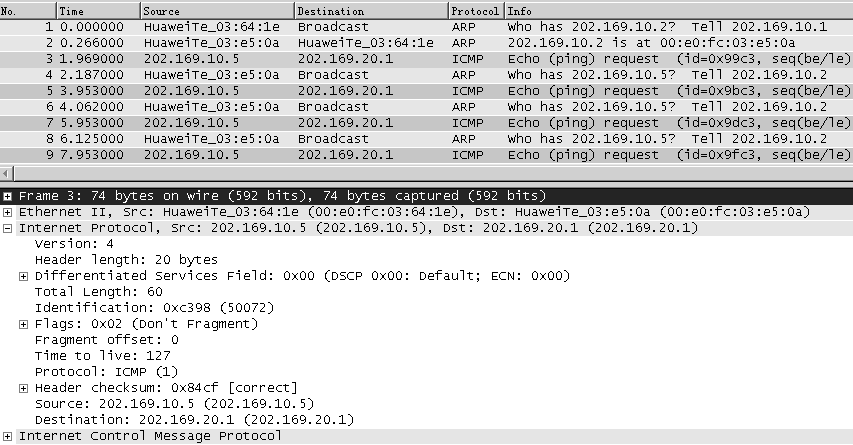 No. Time Source Destination Protocol Info
1 0.000000 HuaweiTe_03:64:1e Broadcast ARP Who has 202.169.10.2? Tell 202.169.10.1
2 0.266000 HuaweiTe_03:e5:0a HuaweiTe_03:64:1e ARP 202.169.10.2 is at 00:e0:fc:03:e5:0a
3 1.969000 202.169.10.5 202.169.20.1 ICMP Echo (ping) request (id=0x99c3, seq(be/le)
4 2.187000 HuaweiTe_03:e5:0a Broadcast ARP Who has 202.169.10.5? Tell 202.169.10.2
5 3.953000 202.169.10.5 202.169.20.1 ICMP Echo (ping) request (id=0x9bc3, seq(be/le)
6 4.062000 HuaweiTe_03:e5:0a Broadcast ARP Who has 202.169.10.5? Tell 202.169.10.2
7 5.953000 202.169.10.5 202.169.20.1 ICMP Echo (ping) request (id=0x9dc3, seq(be/le)
8 6.125000 HuaweiTe_03:e5:0a Broadcast ARP Who has 202.169.10.5? Tell 202.169.10.2
9 7.953000 202.169.10.5 202.169.20.1 ICMP Echo (ping) request (id=0x9fc3, seq(be/le)
Frame 3: 74 bytes on wire (592 bits), 74 bytes captured (592 bits)
Ethernet II, Src: HuaweiTe_03:64:1e (00:e0:fc:03:64:1e), Dst: HuaweiTe_03:e5:0a (00:e0:fc:03:e5:0a)
Internet Protocol, Src: 202.169.10.5 (202.169.10.5), Dst: 202.169.20.1 (202.169.20.1)
Version: 4
Header length: 20 bytes
Differentiated Services Field: 0x00 (DSCP 0x00: Default; ECN: 0x00)
Total Length: 60
Identification: 0xc398 (50072)
Flags: 0x02 (Don't Fragment)
Fragment offset: 0
Time to live: 127
Protocol: ICMP (1)
Header checksum: 0x84cf [correct]
Source: 202.169.10.5 (202.169.10.5)
Destination: 202.169.20.1 (202.169.20.1)
Internet Control Message Protocol